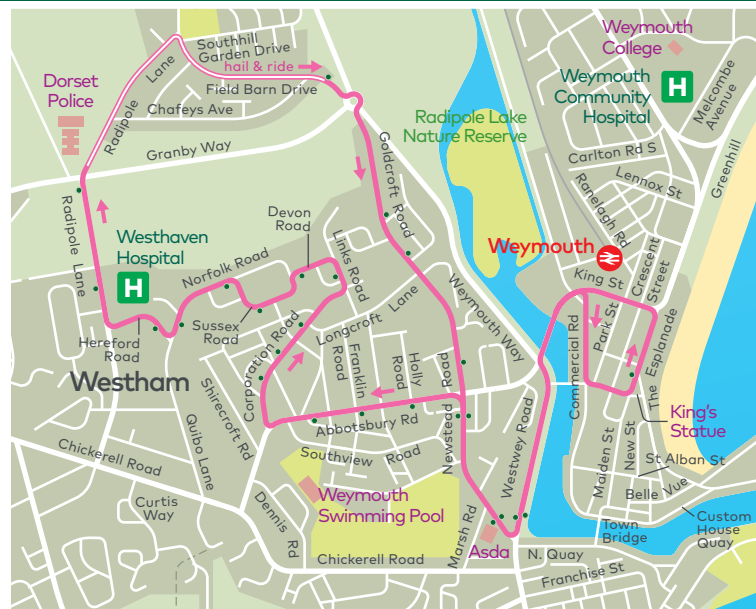 Southhill
Garden Drive
hail & ride
Field Barn Drive
Radipole Lane
Chafeys Ave
Dorset
Police
Granby Way
Goldcroft Road
Radipole Lake
Nature Reserve
Weymouth
College
Weymouth
Community
Hospital
H
Melcombe
Avenue
Greenhill
Carlton Rd S
Lennox St
Ranelagh Rd
Weymouth
King St
Crescent
Street
Park St
The Esplanade
Commercial Rd
King's
Statue
Maiden St
New St
St Alban St
Belle Vue
Town
Bridge
Custom
House
Quay
N. Quay
Franchise St
Radipole Lane
Westhaven
Hospital
H
Devon
Road
Norfolk Road
Links Road
Sussex
Road
Hereford
Road
Longcroft Lane
Weymouth Way
Corporation Road
Franklin
Road
Holly
Road
Newstead Road
Abbotsbury Rd
Westham
Shirecroft Rd
Quibo Lane
Chickerell Road
Southview Road
Westwey Road
Curtis
Way
Dennis Rd
Weymouth
Swimming Pool
Marsh Rd
Asda
Chickerell Road